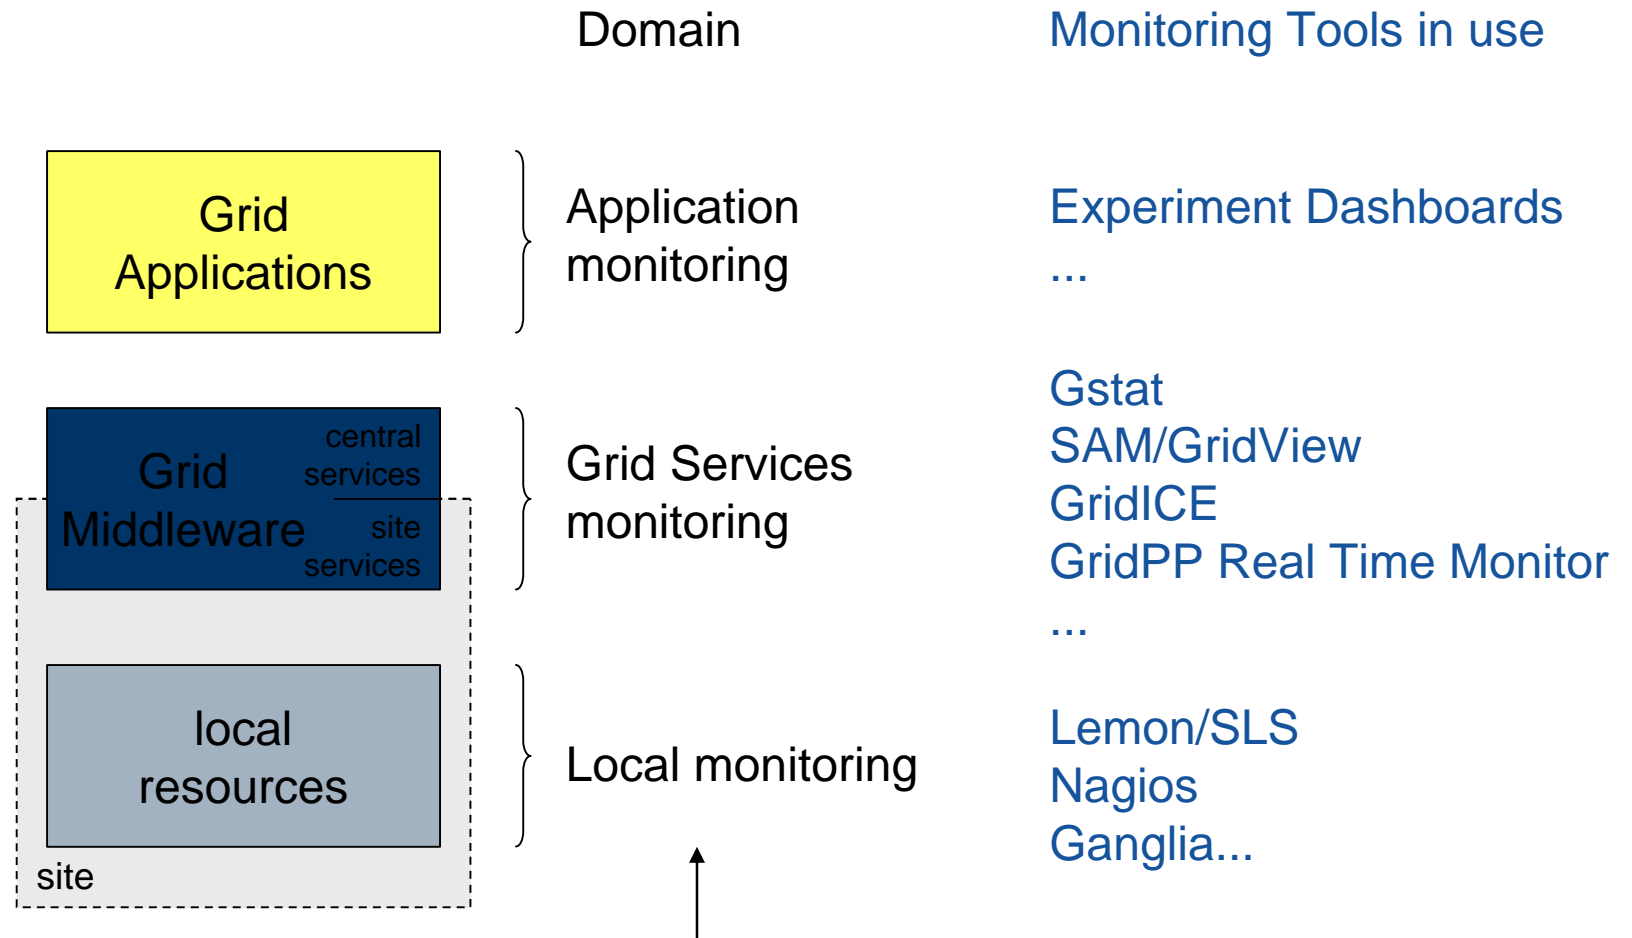 Domain
Monitoring Tools in use
Grid
Applications
Application
monitoring
Experiment Dashboards
...
Grid
Middleware
central
services
site
services
Grid Services
monitoring
Gstat
SAM/GridView
GridICE
GridPP Real Time Monitor
...
local
resources
site
Local monitoring
Lemon/SLS
Nagios
Ganglia...